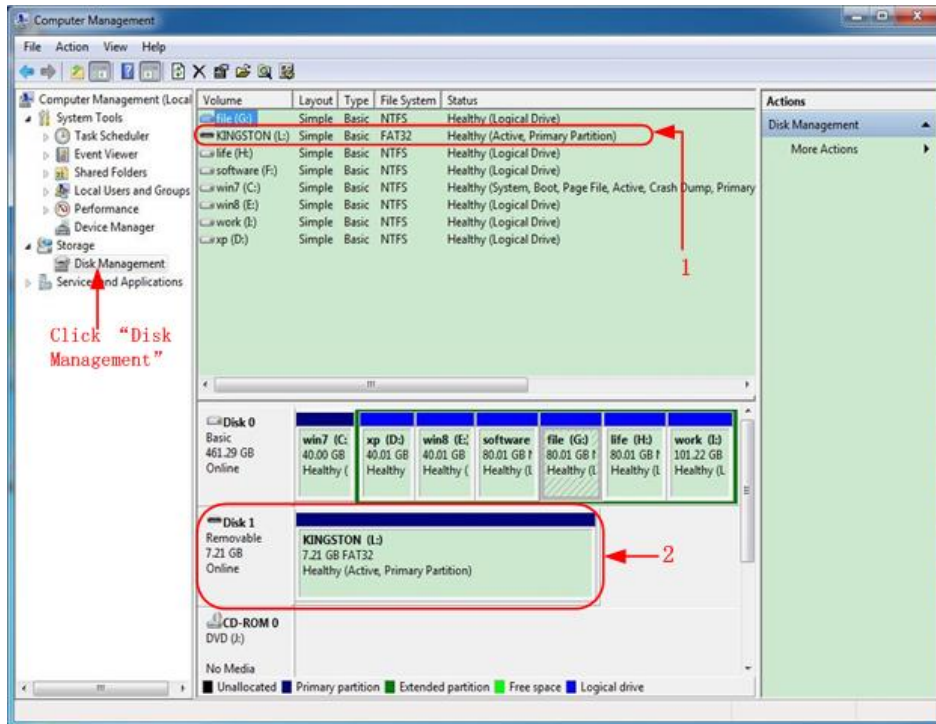 Computer Management
File Action View Help
Computer Management (Local
System Tools
Task Scheduler
Event Viewer
Shared Folders
Local Users and Groups
Performance
Device Manager
Storage
Disk Management
Services and Applications
Click “Disk
Management”
Volume Layout Type File System Status
file (G:) Simple Basic NTFS Healthy (Logical Drive)
KINGSTON (L:) Simple Basic FAT32 Healthy (Active, Primary Partition)
life (H:) Simple Basic NTFS Healthy (Logical Drive)
software (F:) Simple Basic NTFS Healthy (Logical Drive)
win7 (C:) Simple Basic NTFS Healthy (System, Boot, Page File, Active, Crash Dump, Primary
win8 (E:) Simple Basic NTFS Healthy (Logical Drive)
work (I:) Simple Basic NTFS Healthy (Logical Drive)
xp (D:) Simple Basic NTFS Healthy (Logical Drive)
1
Actions
Disk Management
More Actions
Disk 0
Basic
461.29 GB
Online
win7 (C: xp (D:) win8 (E: software file (G:) life (H:) work (I:)
40.00 GB 40.01 GB 40.01 GB 80.01 GB 80.01 GB 80.01 GB 101.22 GB
Healthy ( Healthy Healthy ( Healthy (L Healthy (L Healthy (L Healthy (L
Disk 1
Removable
7.21 GB
Online
KINGSTON (L:)
7.21 GB FAT32
Healthy (Active, Primary Partition)
2
CD-ROM 0
DVD (J:)
No Media
Unallocated Primary partition Extended partition Free space Logical drive